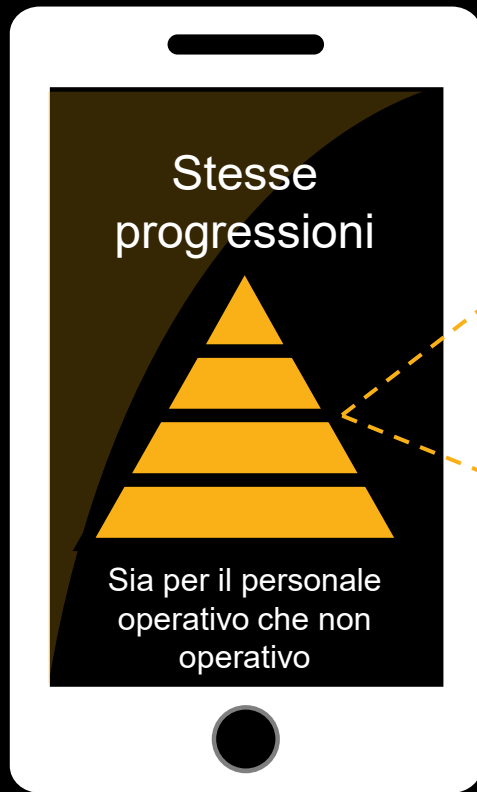 Stesse
progressioni
Sia per il personale
operativo che non
operativo